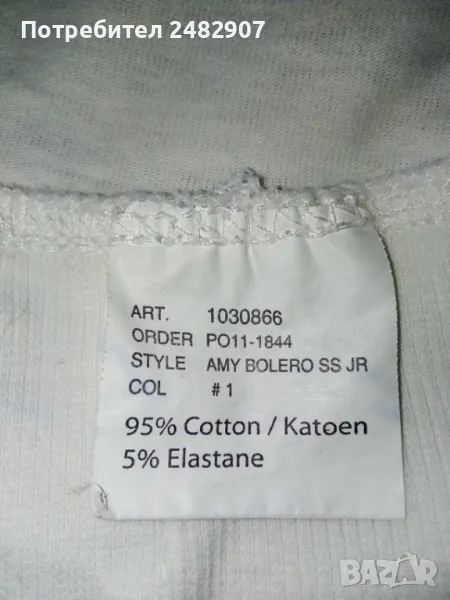 Потребител 2482907
ART. 1030866
ORDER PO11-1844
STYLE AMY BOLERO SS JR
COL # 1
95% Cotton / Katoen
5% Elastane
BAZAR